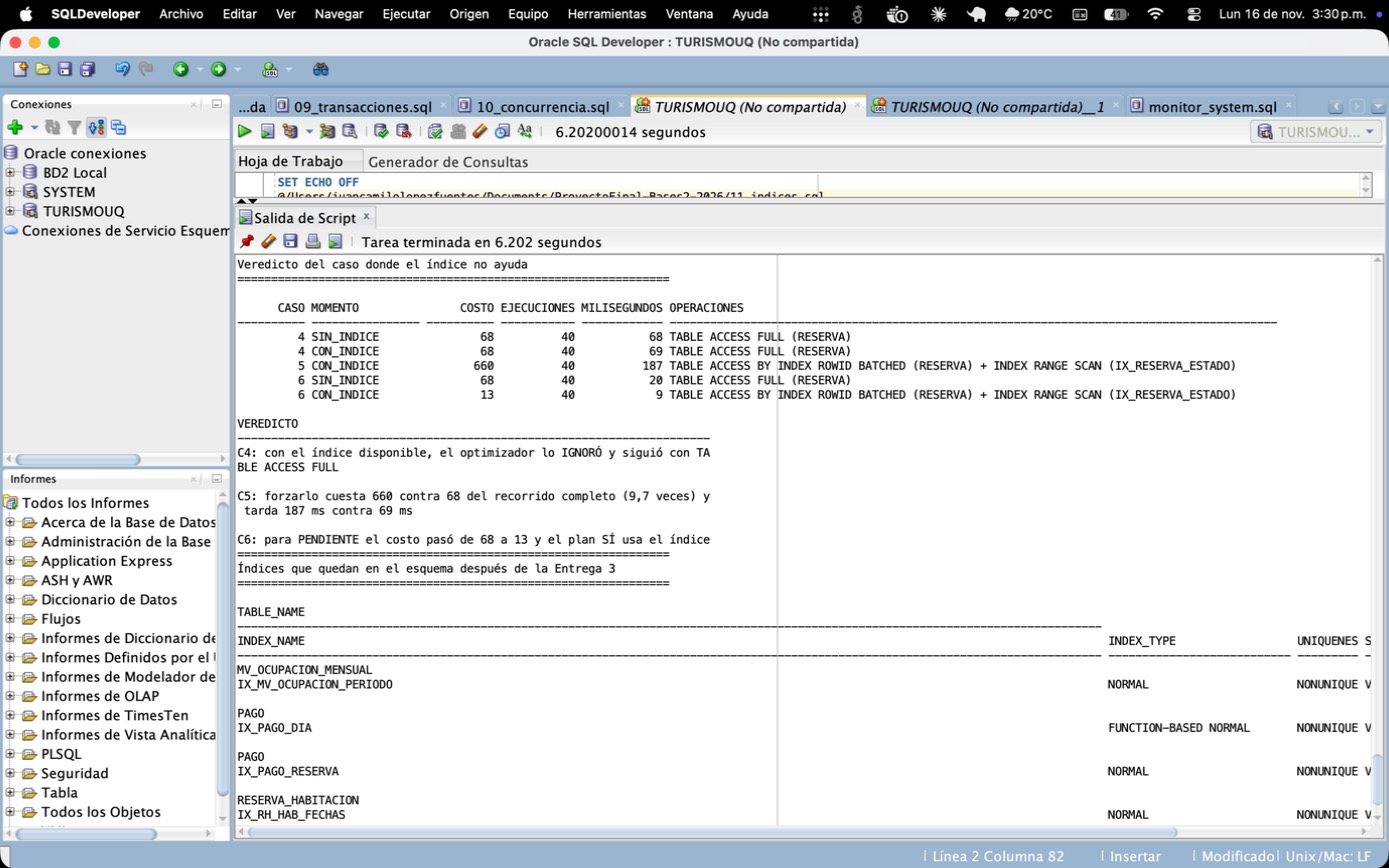 SQLDeveloper Archivo Editar Ver Navegar Ejecutar Origen Equipo Herramientas Ventana Ayuda 20°C 41 Lun 16 de nov. 3:30 p.m.
Oracle SQL Developer : TURISMOUQ (No compartida)
Conexiones
Oracle conexiones
BD2 Local
SYSTEM
TURISMOUQ
Conexiones de Servicio Esquem
Informes
Todos los Informes
Acerca de la Base de Datos
Administración de la Base
Application Express
ASH y AWR
Diccionario de Datos
Flujos
Informes de Diccionario de
Informes Definidos por el
Informes de Modelador de
Informes de OLAP
Informes de TimesTen
Informes de Vista Analítica
PLSQL
Seguridad
Tabla
Todos los Objetos
...da 09_transacciones.sql 10_concurrencia.sql TURISMOUQ (No compartida) TURISMOUQ (No compartida)__1 monitor_system.sql
6.20200014 segundos TURISMOU...
Hoja de Trabajo Generador de Consultas
SET ECHO OFF
@/Users/juancamilolopezfuentes/Documents/ProyectoFinal-Bases2-2026/11_indices.sql
Salida de Script
Tarea terminada en 6.202 segundos
Veredicto del caso donde el índice no ayuda
CASO MOMENTO COSTO EJECUCIONES MILISEGUNDOS OPERACIONES
4 SIN_INDICE 68 40 68 TABLE ACCESS FULL (RESERVA)
4 CON_INDICE 68 40 69 TABLE ACCESS FULL (RESERVA)
5 CON_INDICE 660 40 187 TABLE ACCESS BY INDEX ROWID BATCHED (RESERVA) + INDEX RANGE SCAN (IX_RESERVA_ESTADO)
6 SIN_INDICE 68 40 20 TABLE ACCESS FULL (RESERVA)
6 CON_INDICE 13 40 9 TABLE ACCESS BY INDEX ROWID BATCHED (RESERVA) + INDEX RANGE SCAN (IX_RESERVA_ESTADO)
VEREDICTO
C4: con el índice disponible, el optimizador lo IGNORÓ y siguió con TA
BLE ACCESS FULL
C5: forzarlo cuesta 660 contra 68 del recorrido completo (9,7 veces) y
tarda 187 ms contra 69 ms
C6: para PENDIENTE el costo pasó de 68 a 13 y el plan SÍ usa el índice
Índices que quedan en el esquema después de la Entrega 3
TABLE_NAME
INDEX_NAME INDEX_TYPE UNIQUENES S
MV_OCUPACION_MENSUAL
IX_MV_OCUPACION_PERIODO NORMAL NONUNIQUE V
PAGO
IX_PAGO_DIA FUNCTION-BASED NORMAL NONUNIQUE V
PAGO
IX_PAGO_RESERVA NORMAL NONUNIQUE V
RESERVA_HABITACION
IX_RH_HAB_FECHAS NORMAL NONUNIQUE V
Línea 2 Columna 82 Insertar Modificado Unix/Mac: LF